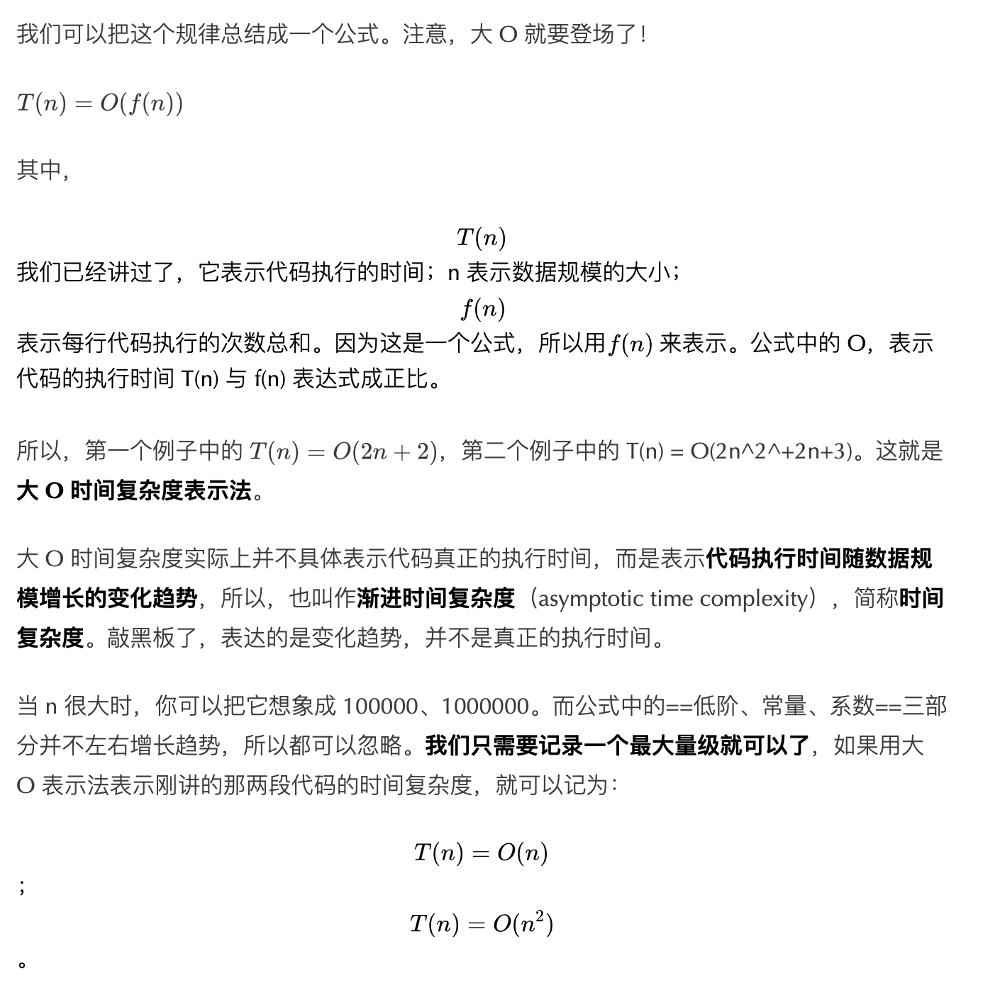 我们可以把这个规律总结成一个公式。注意，大 O 就要登场了！
T(n) = O(f(n))
其中，
T(n)
我们已经讲过了，它表示代码执行的时间；n 表示数据规模的大小；
f(n)
表示每行代码执行的次数总和。因为这是一个公式，所以用f(n) 来表示。公式中的 O，表示
代码的执行时间 T(n) 与 f(n) 表达式成正比。
所以，第一个例子中的 T(n) = O(2n + 2)，第二个例子中的 T(n) = O(2n^2^+2n+3)。这就是
大 O 时间复杂度表示法。
大 O 时间复杂度实际上并不具体表示代码真正的执行时间，而是表示代码执行时间随数据规
模增长的变化趋势，所以，也叫作渐进时间复杂度（asymptotic time complexity），简称时间
复杂度。敲黑板了，表达的是变化趋势，并不是真正的执行时间。
当 n 很大时，你可以把它想象成 100000、1000000。而公式中的==低阶、常量、系数==三部
分并不左右增长趋势，所以都可以忽略。我们只需要记录一个最大量级就可以了，如果用大
O 表示法表示刚讲的那两段代码的时间复杂度，就可以记为：
T(n) = O(n)
；
T(n) = O(n²)
。